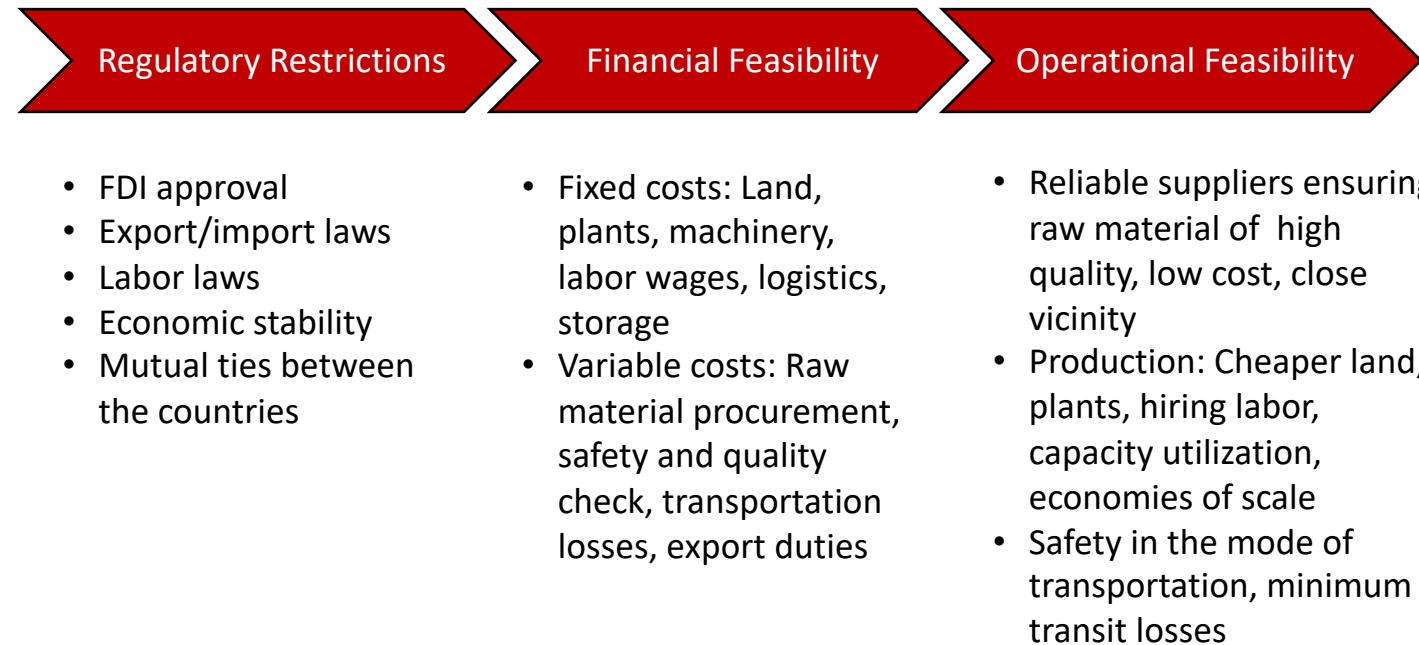 Regulatory Restrictions
Financial Feasibility
Operational Feasibility
• FDI approval
• Export/import laws
• Labor laws
• Economic stability
• Mutual ties between
the countries
• Fixed costs: Land,
plants, machinery,
labor wages, logistics,
storage
• Variable costs: Raw
material procurement,
safety and quality
check, transportation
losses, export duties
• Reliable suppliers ensuring
raw material of high
quality, low cost, close
vicinity
• Production: Cheaper land,
plants, hiring labor,
capacity utilization,
economies of scale
• Safety in the mode of
transportation, minimum
transit losses